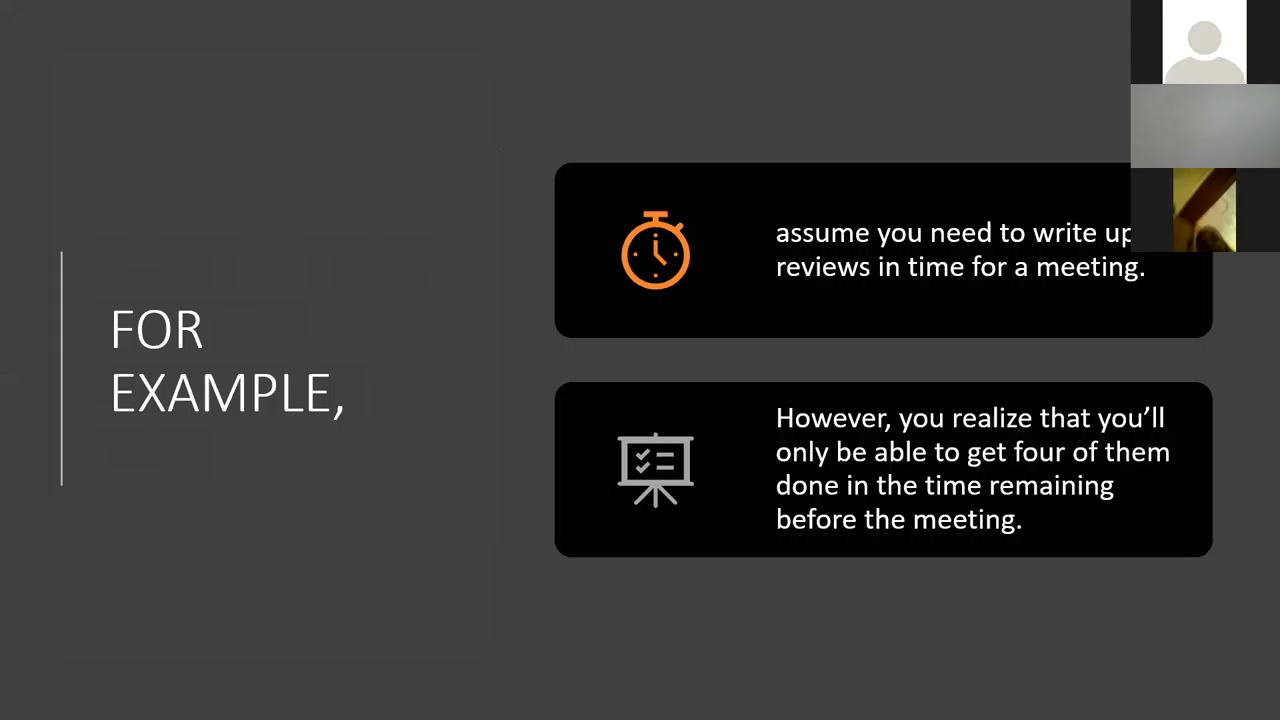 FOR
EXAMPLE,
assume you need to write up
reviews in time for a meeting.
However, you realize that you’ll
only be able to get four of them
done in the time remaining
before the meeting.